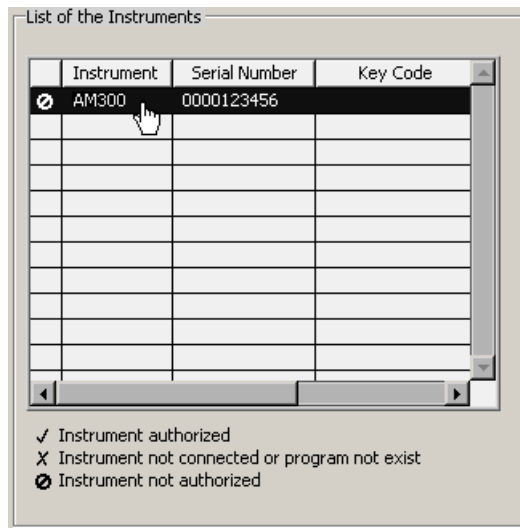 List of the Instruments
Instrument Serial Number Key Code
AM300 0000123456
✓ Instrument authorized
X Instrument not connected or program not exist
⊘ Instrument not authorized